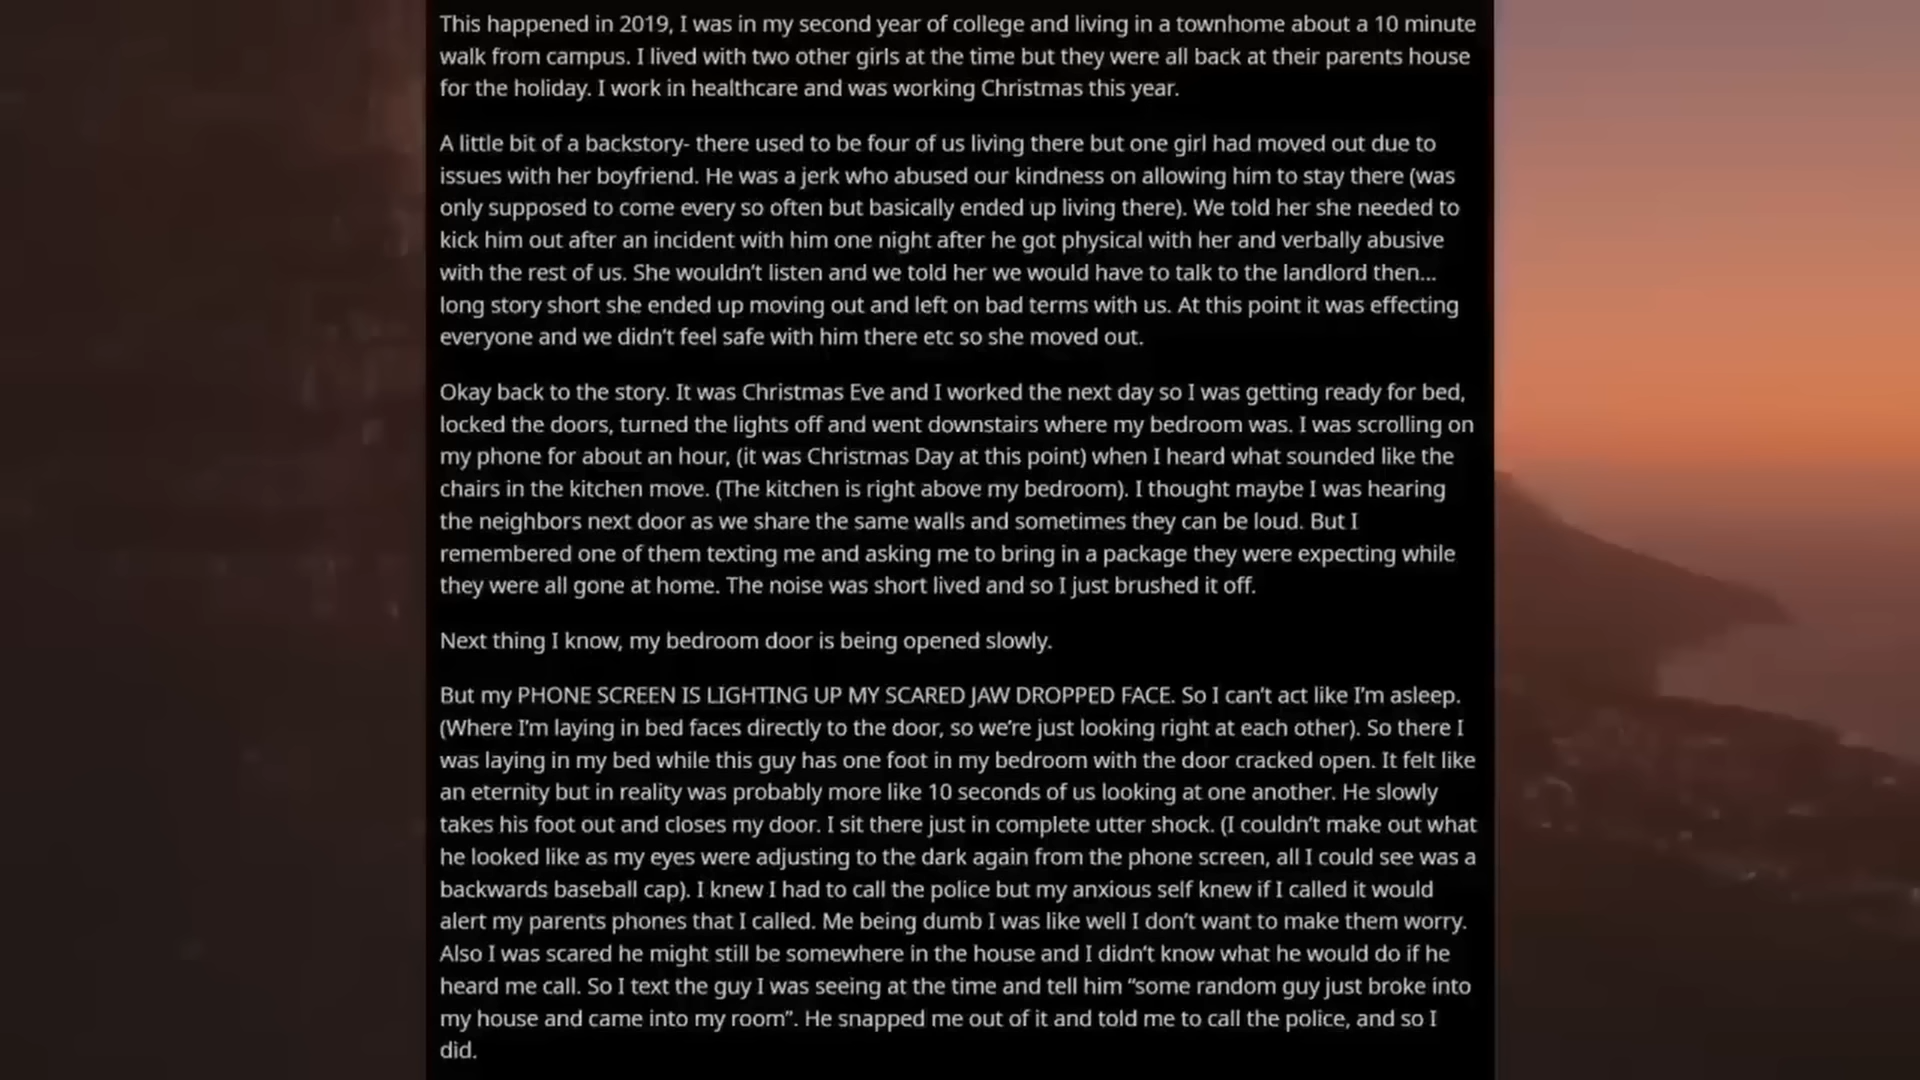 This happened in 2019, I was in my second year of college and living in a townhome about a 10 minute
walk from campus. I lived with two other girls at the time but they were all back at their parents house
for the holiday. I work in healthcare and was working Christmas this year.
A little bit of a backstory- there used to be four of us living there but one girl had moved out due to
issues with her boyfriend. He was a jerk who abused our kindness on allowing him to stay there (was
only supposed to come every so often but basically ended up living there). We told her she needed to
kick him out after an incident with him one night after he got physical with her and verbally abusive
with the rest of us. She wouldn't listen and we told her we would have to talk to the landlord then...
long story short she ended up moving out and left on bad terms with us. At this point it was effecting
everyone and we didn't feel safe with him there etc so she moved out.
Okay back to the story. It was Christmas Eve and I worked the next day so I was getting ready for bed,
locked the doors, turned the lights off and went downstairs where my bedroom was. I was scrolling on
my phone for about an hour, (it was Christmas Day at this point) when I heard what sounded like the
chairs in the kitchen move. (The kitchen is right above my bedroom). I thought maybe I was hearing
the neighbors next door as we share the same walls and sometimes they can be loud. But I
remembered one of them texting me and asking me to bring in a package they were expecting while
they were all gone at home. The noise was short lived and so I just brushed it off.
Next thing I know, my bedroom door is being opened slowly.
But my PHONE SCREEN IS LIGHTING UP MY SCARED JAW DROPPED FACE. So I can't act like I'm asleep.
(Where I'm laying in bed faces directly to the door, so we're just looking right at each other). So there I
was laying in my bed while this guy has one foot in my bedroom with the door cracked open. It felt like
an eternity but in reality was probably more like 10 seconds of us looking at one another. He slowly
takes his foot out and closes my door. I sit there just in complete utter shock. (I couldn't make out what
he looked like as my eyes were adjusting to the dark again from the phone screen, all I could see was a
backwards baseball cap). I knew I had to call the police but my anxious self knew if I called it would
alert my parents phones that I called. Me being dumb I was like well I don't want to make them worry.
Also I was scared he might still be somewhere in the house and I didn't know what he would do if he
heard me call. So I text the guy I was seeing at the time and tell him “some random guy just broke into
my house and came into my room”. He snapped me out of it and told me to call the police, and so I
did.